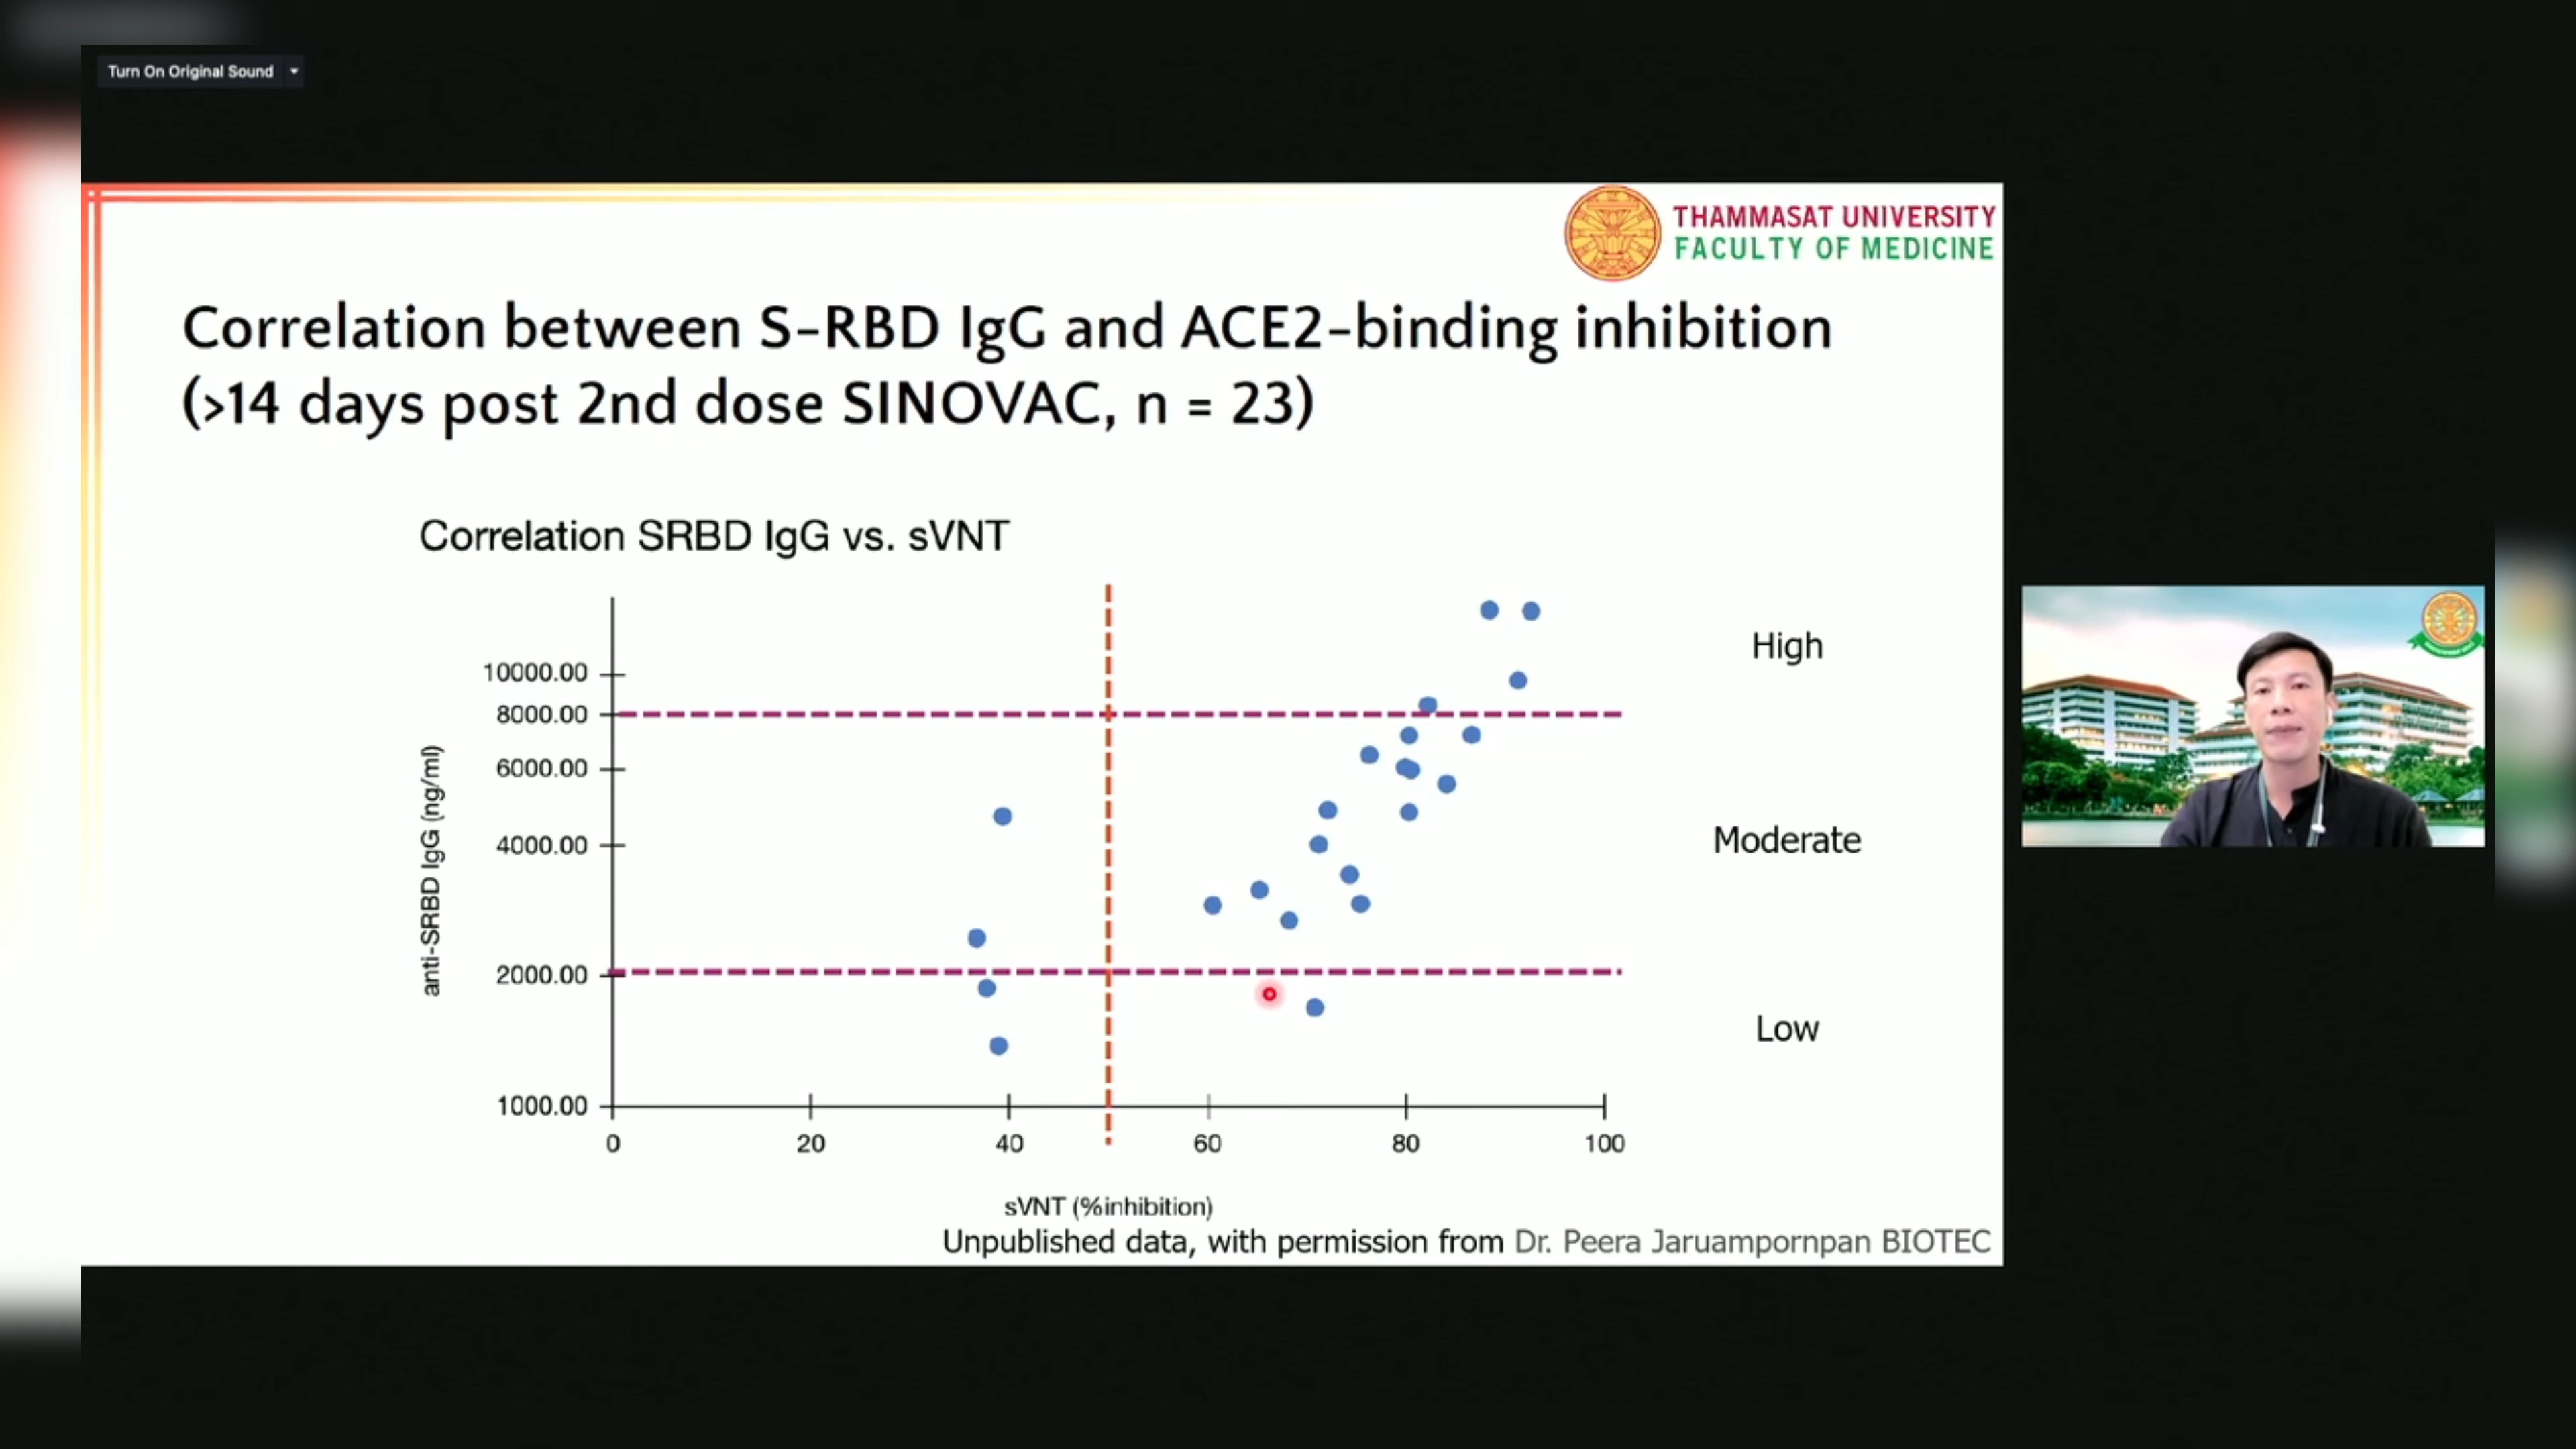 Turn On Original Sound
THAMMASAT UNIVERSITY
FACULTY OF MEDICINE
Correlation between S-RBD IgG and ACE2-binding inhibition
(>14 days post 2nd dose SINOVAC, n = 23)
Correlation SRBD IgG vs. sVNT
anti-SRBD IgG (ng/ml)
10000.00
8000.00
6000.00
4000.00
2000.00
1000.00
High
Moderate
Low
0 20 40 60 80 100
sVNT (%inhibition)
Unpublished data, with permission from Dr. Peera Jaruampornpan BIOTEC